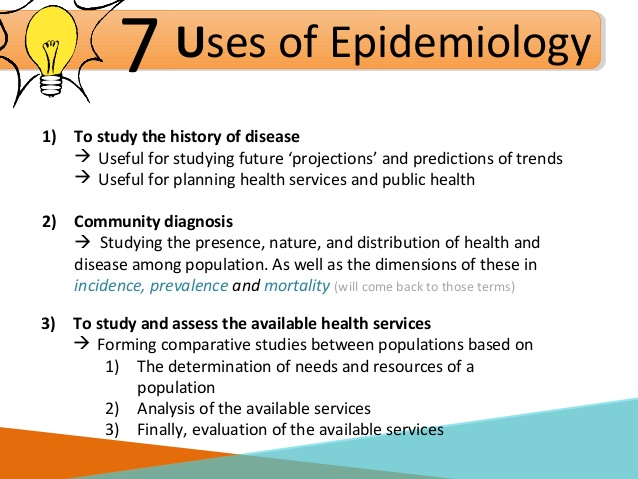 7 Uses of Epidemiology
1) To study the history of disease
→ Useful for studying future ‘projections’ and predictions of trends
→ Useful for planning health services and public health
2) Community diagnosis
→ Studying the presence, nature, and distribution of health and
disease among population. As well as the dimensions of these in
incidence, prevalence and mortality (will come back to those terms)
3) To study and assess the available health services
→ Forming comparative studies between populations based on
1) The determination of needs and resources of a
population
2) Analysis of the available services
3) Finally, evaluation of the available services